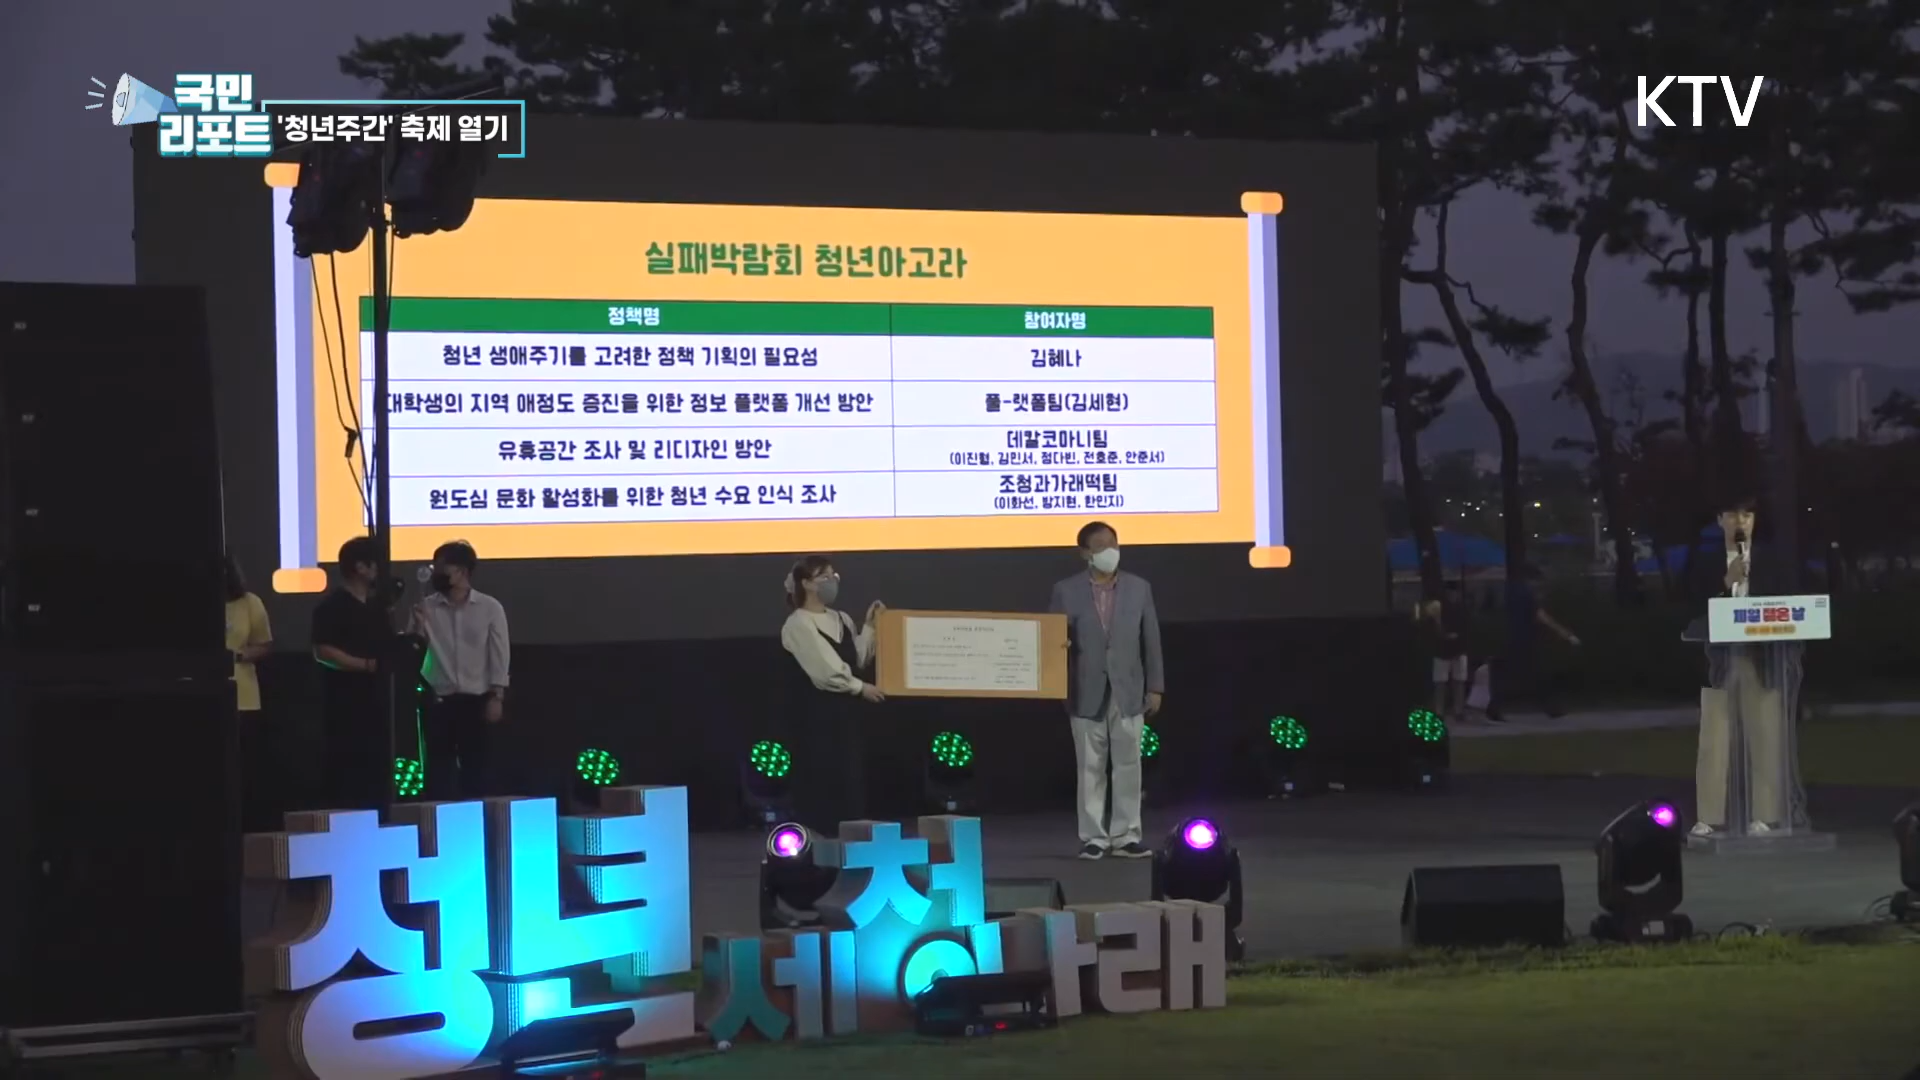 국민
리포트
'청년주간' 축제 열기
KTV
실패박람회 청년아고라
정책명 참여자명
청년 생애주기를 고려한 정책 기획의 필요성 김혜나
대학생의 지역 애정도 증진을 위한 정보 플랫폼 개선 방안 풀-랫폼팀(김세현)
유휴공간 조사 및 리디자인 방안 데칼코마니팀
(이진혈, 김민서, 점다빈, 전호준, 안준서)
원도심 문화 활성화를 위한 청년 수요 인식 조사 조청과가래떡팀
(이화선, 방지현, 한민지)
제일 젊은 날
청년
세상
청나래